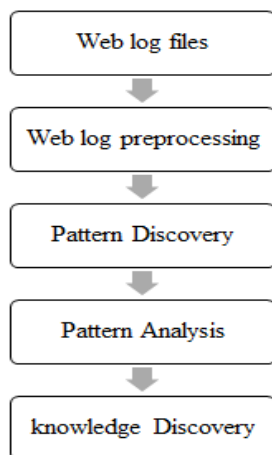 Web log files
Web log preprocessing
Pattern Discovery
Pattern Analysis
knowledge Discovery